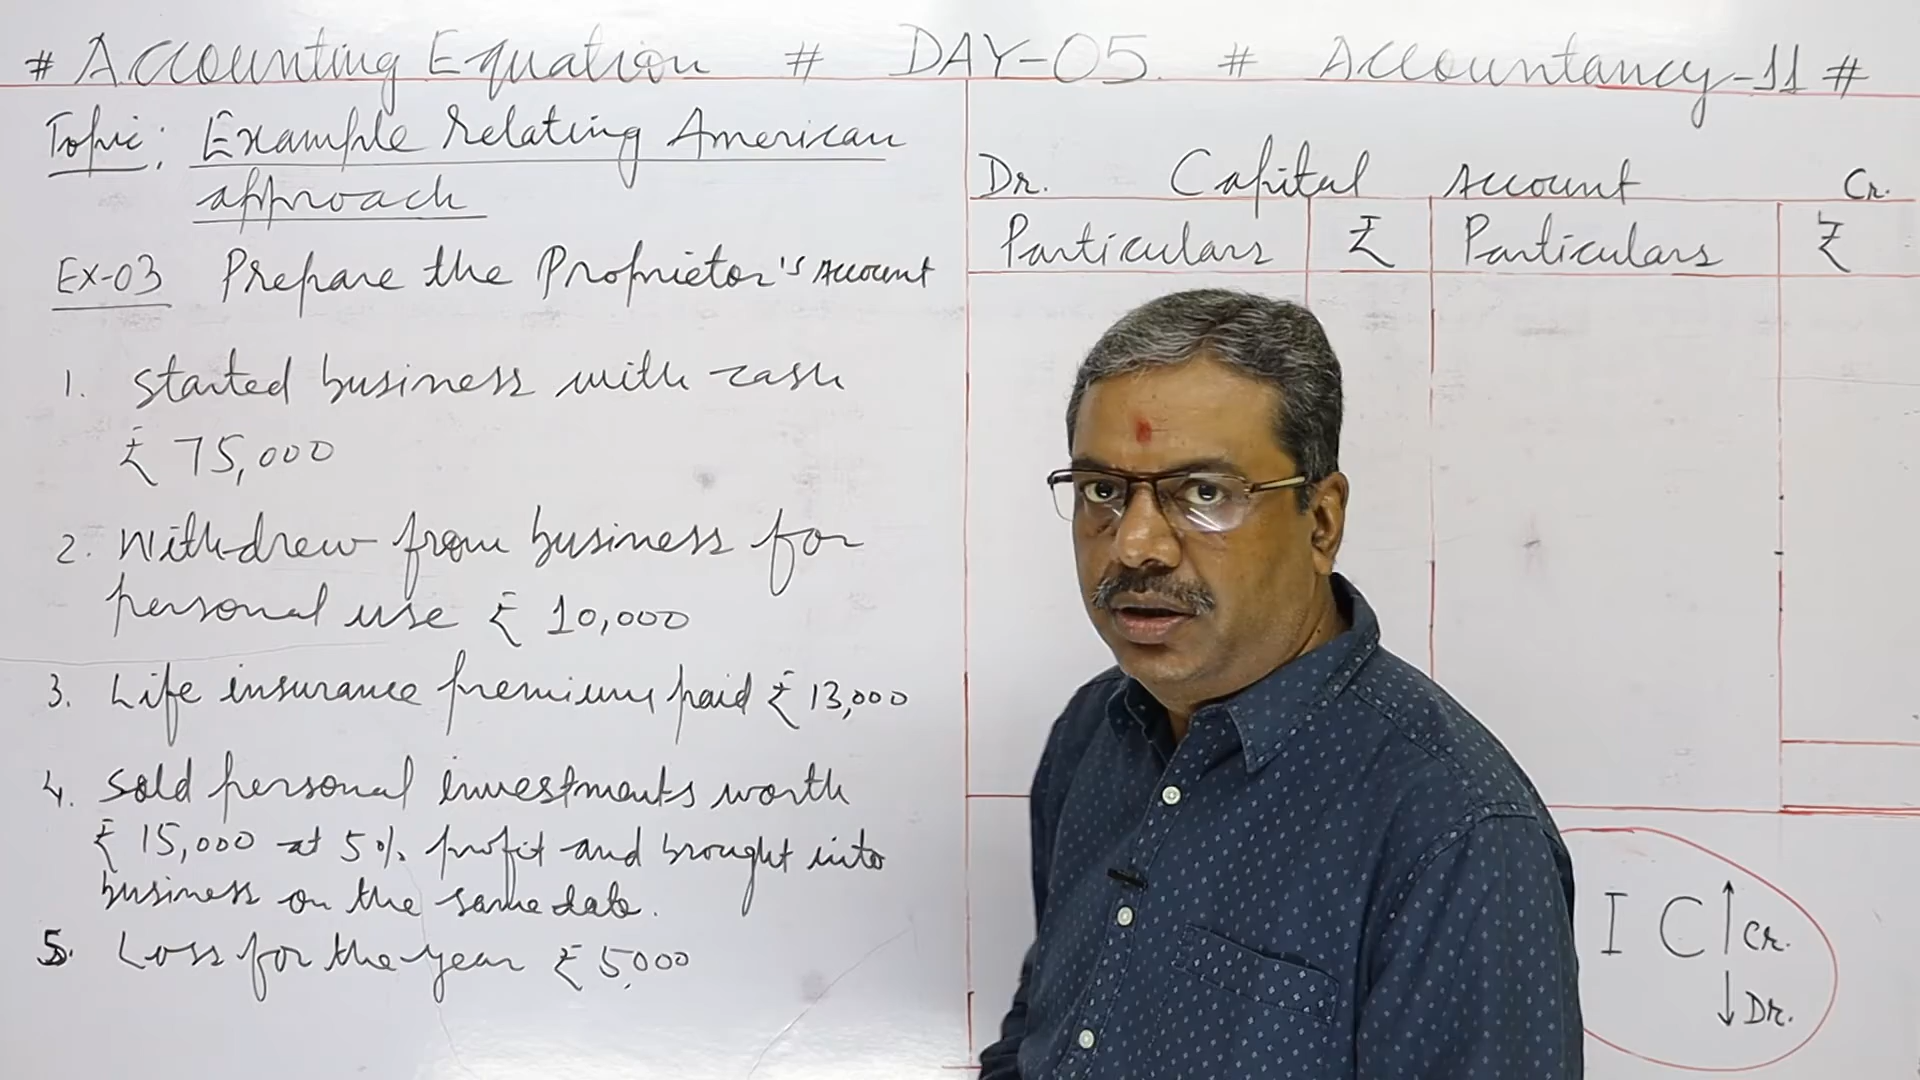 # Accounting Equation # DAY-05. # Accountancy-11 #
Topic: Example relating American
approach
Ex-03 Prepare the Proprietor's Account
1. Started business with cash
₹ 75,000
2. Withdrew from business for
personal use ₹ 10,000
3. Life insurance premium paid ₹ 13,000
4. Sold personal investments worth
₹ 15,000 at 5% profit and brought into
business on the same date.
5. Loss for the year ₹ 5,000
Dr. Capital Account Cr.
Particulars ₹ Particulars ₹
I C ↑ Cr.
↓ Dr.